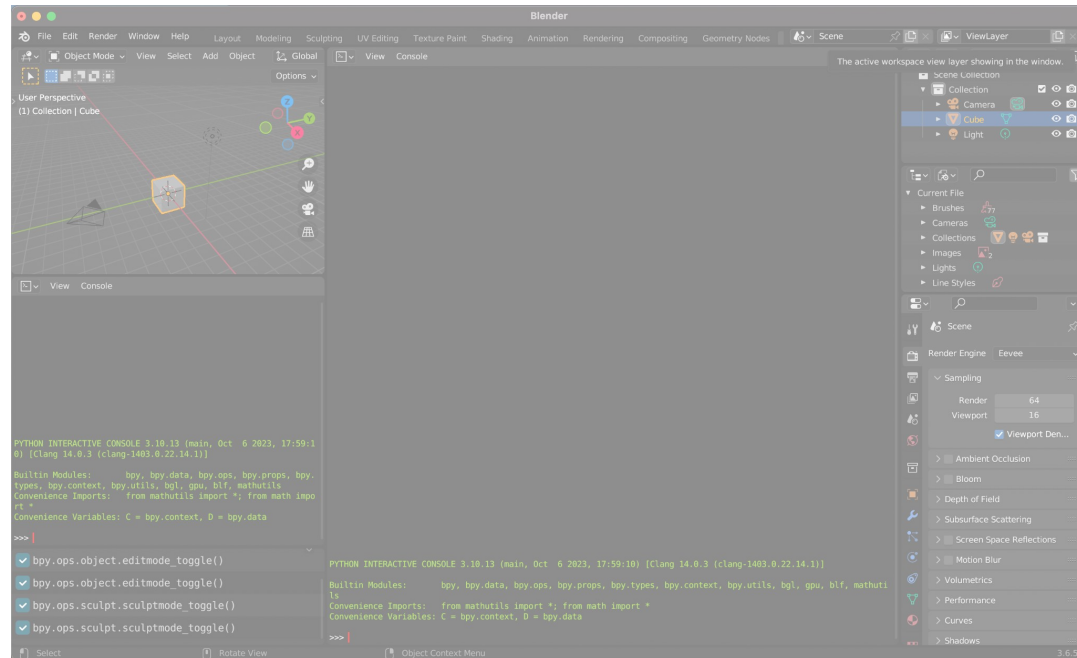 Blender
File Edit Render Window Help Layout Modeling Sculpting UV Editing Texture Paint Shading Animation Rendering Compositing Geometry Nodes Scene ViewLayer
Object Mode View Select Add Object Global
View Console
The active workspace view layer showing in the window.
Options
User Perspective
(1) Collection | Cube
Z
Y
X
Scene Collection
Collection
Camera
Cube
Light
Current File
Brushes 77
Cameras
Collections
Images 2
Lights
Line Styles
View Console
Scene
Render Engine Eevee
Sampling
Render 64
Viewport 16
Viewport Den...
Ambient Occlusion
Bloom
Depth of Field
Subsurface Scattering
Screen Space Reflections
Motion Blur
Volumetrics
Performance
Curves
Shadows
PYTHON INTERACTIVE CONSOLE 3.10.13 (main, Oct  6 2023, 17:59:1
0) [Clang 14.0.3 (clang-1403.0.22.14.1)]
Builtin Modules:       bpy, bpy.data, bpy.ops, bpy.props, bpy.
types, bpy.context, bpy.utils, bgl, gpu, blf, mathutils
Convenience Imports:   from mathutils import *; from math impo
rt *
Convenience Variables: C = bpy.context, D = bpy.data
>>>
bpy.ops.object.editmode_toggle()
bpy.ops.object.editmode_toggle()
bpy.ops.sculpt.sculptmode_toggle()
bpy.ops.sculpt.sculptmode_toggle()
PYTHON INTERACTIVE CONSOLE 3.10.13 (main, Oct  6 2023, 17:59:10) [Clang 14.0.3 (clang-1403.0.22.14.1)]
Builtin Modules:       bpy, bpy.data, bpy.ops, bpy.props, bpy.types, bpy.context, bpy.utils, bgl, gpu, blf, mathuti
ls
Convenience Imports:   from mathutils import *; from math import *
Convenience Variables: C = bpy.context, D = bpy.data
>>>
Select Rotate View Object Context Menu 3.6.5